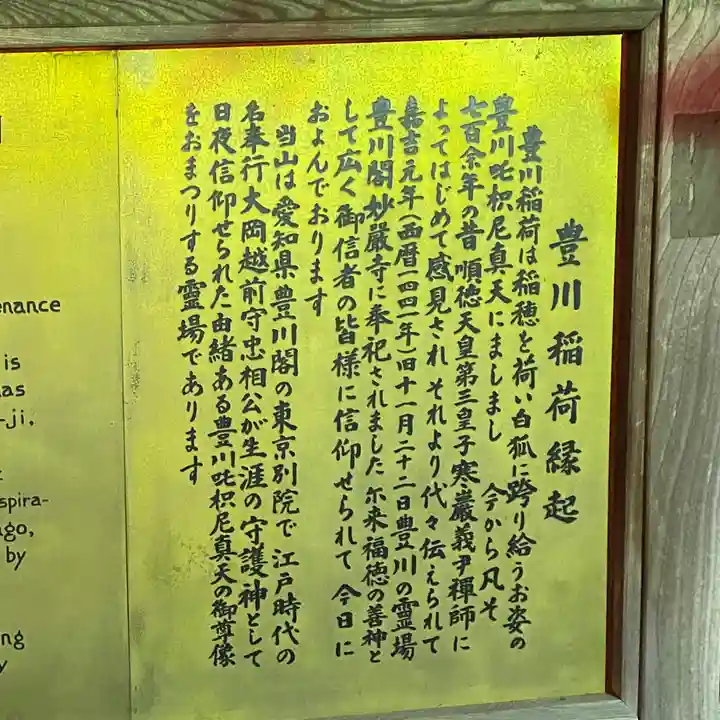 豊川稲荷縁起
豊川稲荷は稲穂を荷い白狐に跨り給うお姿の
豊川吒枳尼真天にましまし 今から凡そ
七百余年の昔順徳天皇第三皇子寒巖義尹禪師に
よってはじめて感見され それより代々伝えられて
嘉吉元年(西暦一四四一年)旧十一月二十二日豊川の霊場
豊川閣妙厳寺に奉祀されました 尓来福徳の善神と
して広く御信者の皆様に信仰せられて 今日に
およんでおります
当山は愛知県豊川閣の東京別院で 江戸時代の
名奉行大岡越前守忠相公が生涯の守護神として
日夜信仰せられた由緒ある豊川吒枳尼真天の御尊像
をおまつりする霊場であります
enance
is
as
-ji.
spira-
ago,
by
ng
y